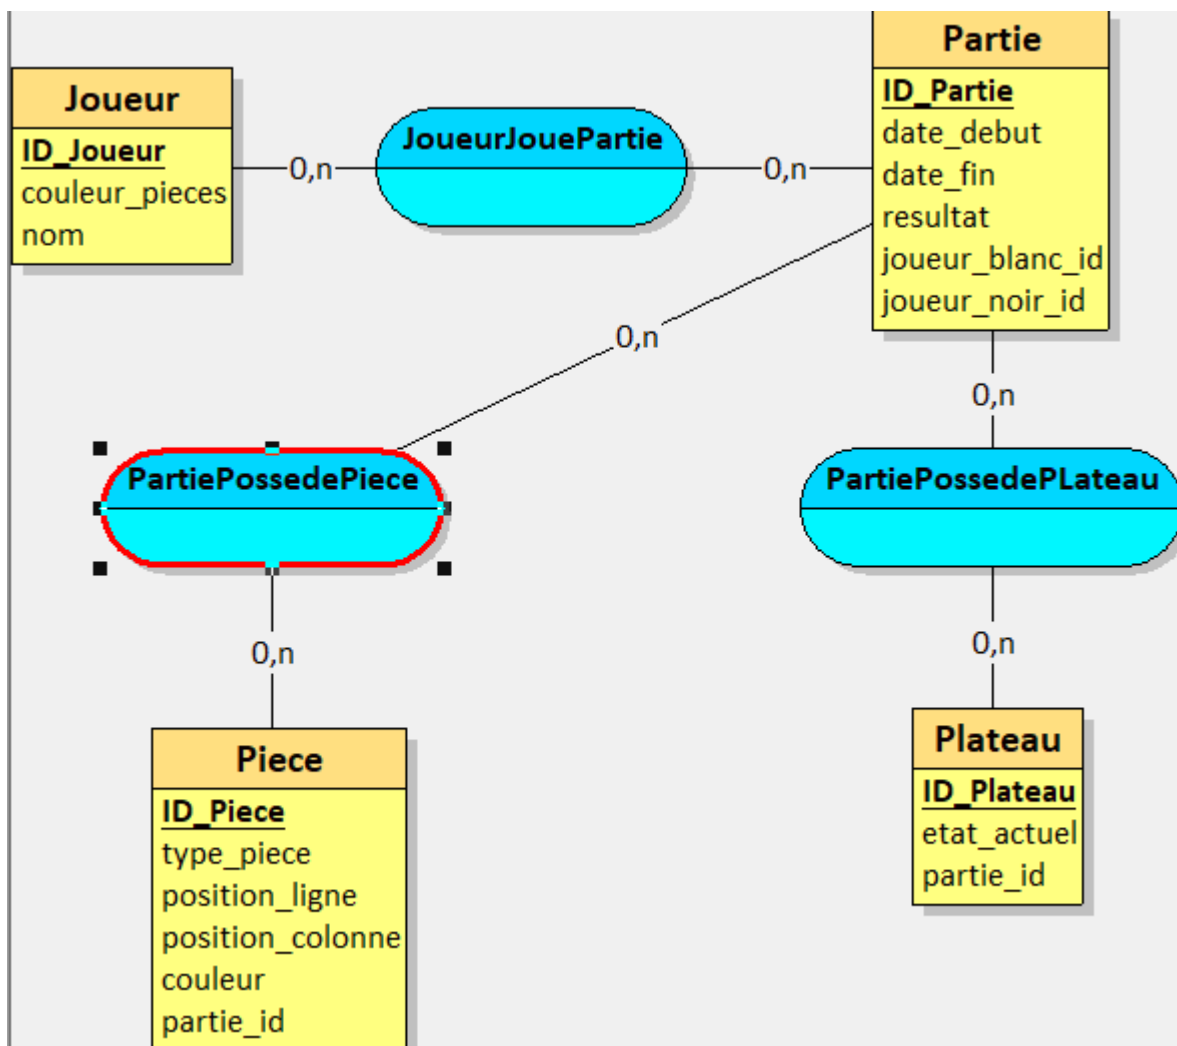 Joueur
ID_Joueur
couleur_pieces
nom
0,n
JoueurJouePartie
0,n
Partie
ID_Partie
date_debut
date_fin
resultat
joueur_blanc_id
joueur_noir_id
0,n
0,n
PartiePossedePiece
PartiePossedePLateau
0,n
0,n
Piece
ID_Piece
type_piece
position_ligne
position_colonne
couleur
partie_id
Plateau
ID_Plateau
etat_actuel
partie_id